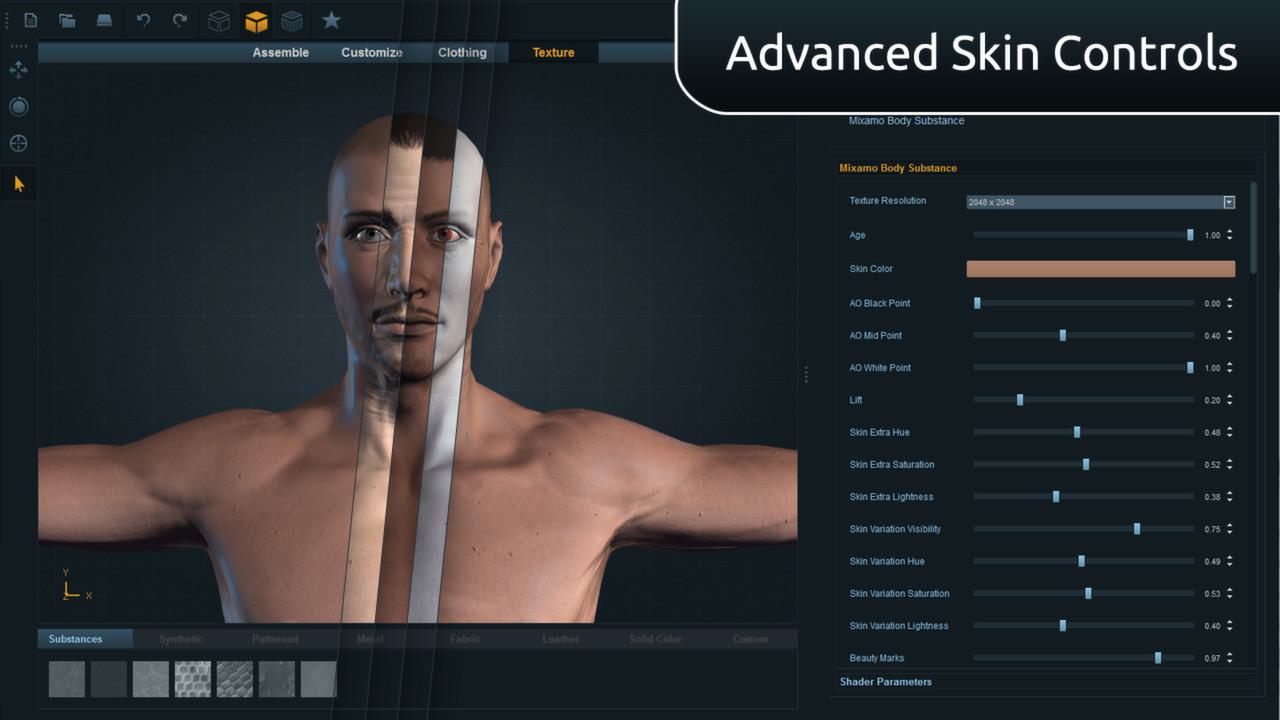 Advanced Skin Controls
Assemble Customize Clothing Texture
Mixamo Body Substance
Mixamo Body Substance
Texture Resolution 2048 x 2048
Age 1.00
Skin Color
AO Black Point 0.00
AO Mid Point 0.40
AO White Point 1.00
Lift 0.20
Skin Extra Hue 0.48
Skin Extra Saturation 0.52
Skin Extra Lightness 0.38
Skin Variation Visibility 0.75
Skin Variation Hue 0.49
Skin Variation Saturation 0.53
Skin Variation Lightness 0.40
Beauty Marks 0.97
Shader Parameters
Y
Z X
Substances Synthetic Patterned Metal Fabric Leather Solid Color Custom